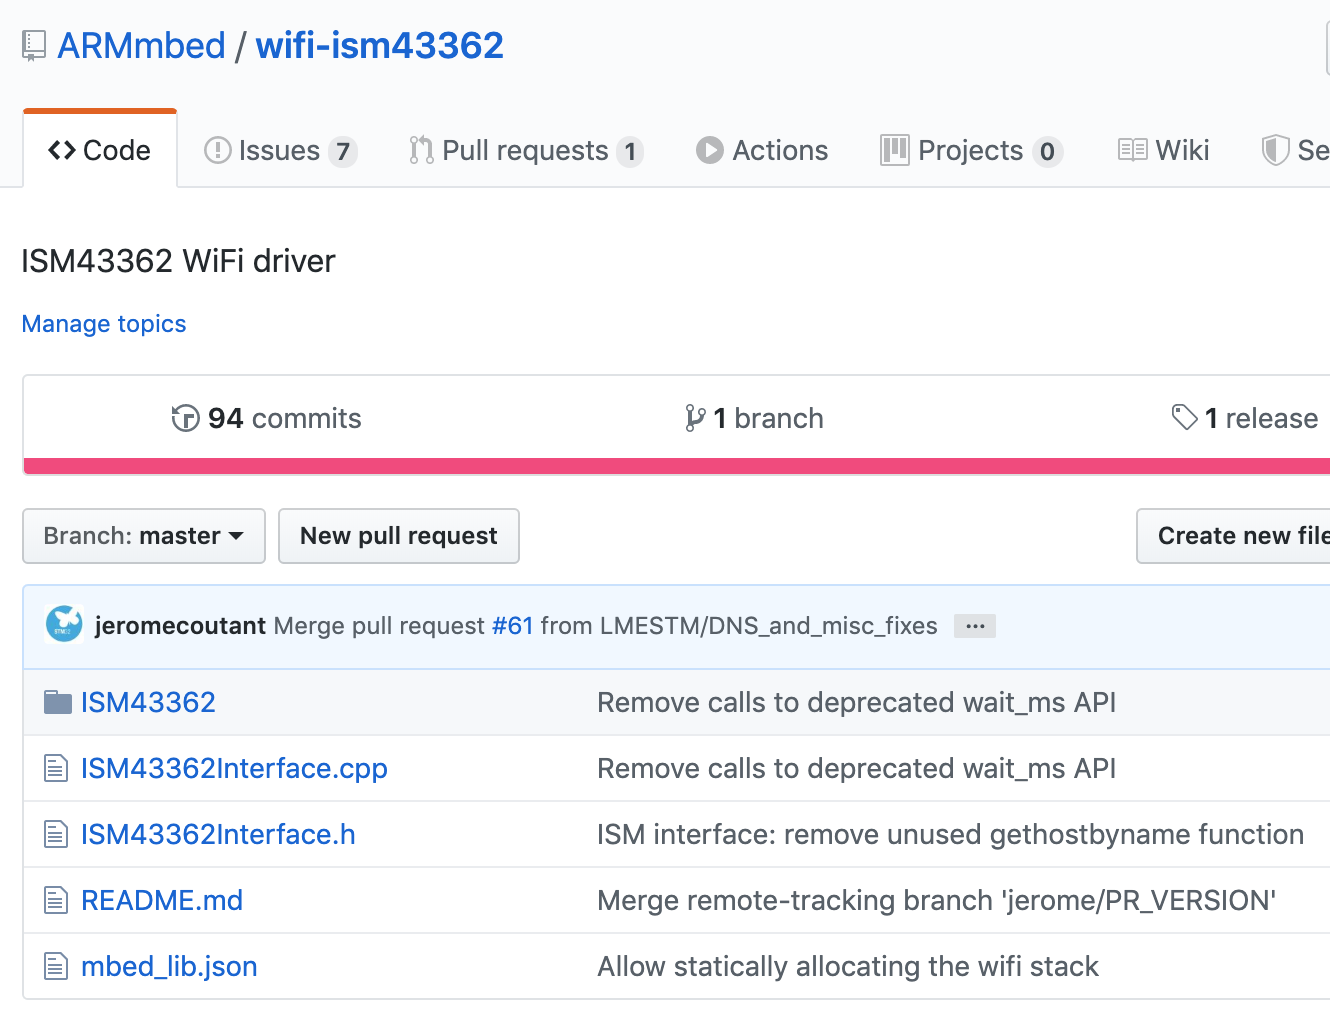 ARMmbed / wifi-ism43362
Code Issues 7 Pull requests 1 Actions Projects 0 Wiki Se
ISM43362 WiFi driver
Manage topics
94 commits 1 branch 1 release
Branch: master New pull request Create new file
jeromecoutant Merge pull request #61 from LMESTM/DNS_and_misc_fixes ...
ISM43362 Remove calls to deprecated wait_ms API
ISM43362Interface.cpp Remove calls to deprecated wait_ms API
ISM43362Interface.h ISM interface: remove unused gethostbyname function
README.md Merge remote-tracking branch 'jerome/PR_VERSION'
mbed_lib.json Allow statically allocating the wifi stack